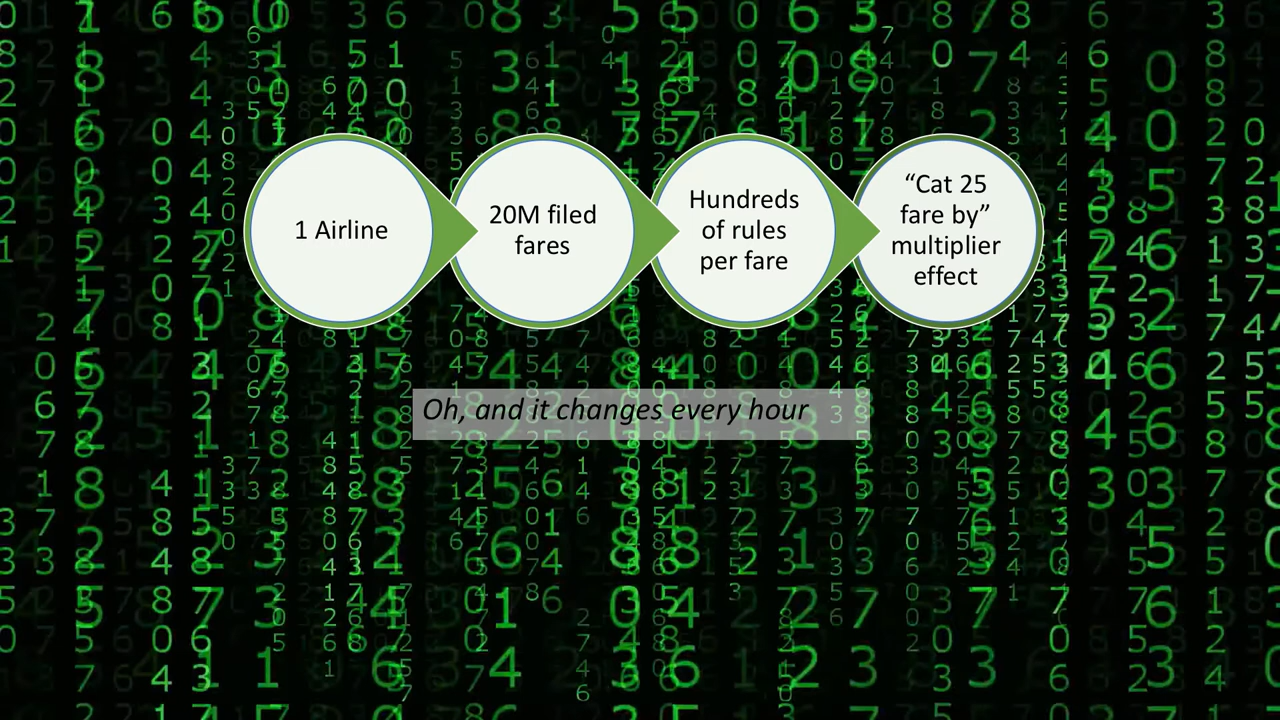 1 Airline
20M filed
fares
Hundreds
of rules
per fare
“Cat 25
fare by”
multiplier
effect
Oh, and it changes every hour